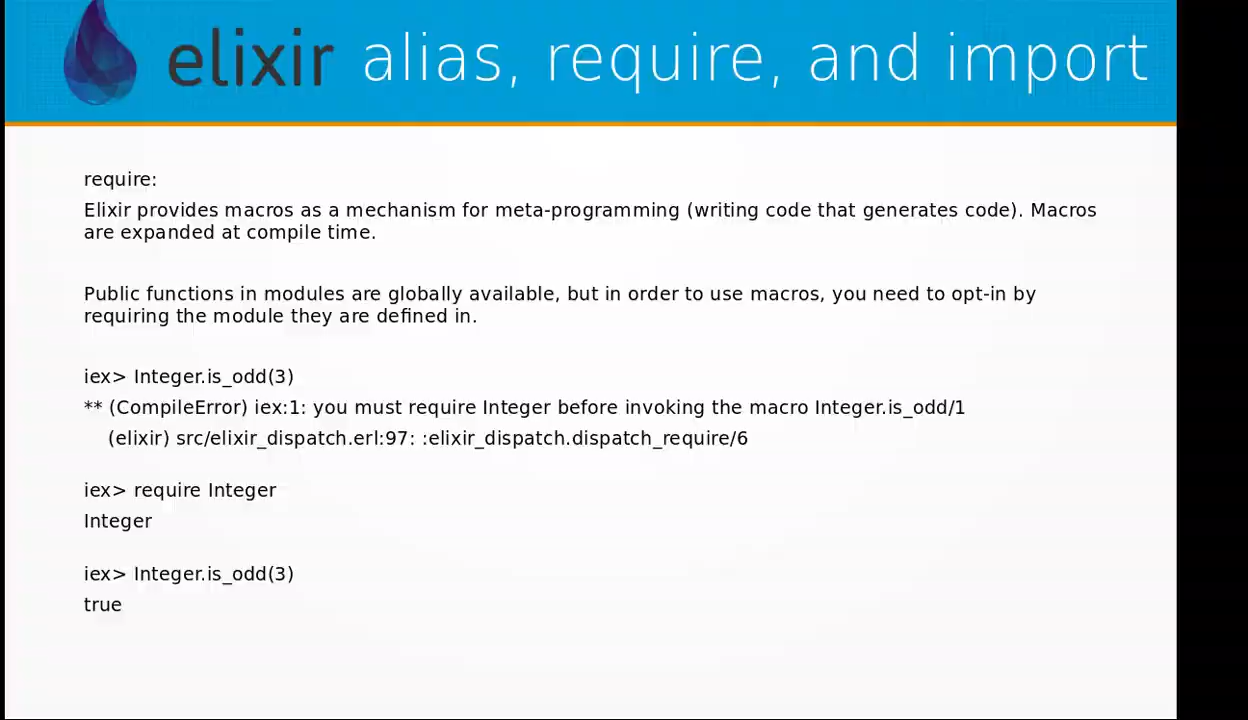 elixir alias, require, and import
require:
Elixir provides macros as a mechanism for meta-programming (writing code that generates code). Macros
are expanded at compile time.
Public functions in modules are globally available, but in order to use macros, you need to opt-in by
requiring the module they are defined in.
iex> Integer.is_odd(3)
** (CompileError) iex:1: you must require Integer before invoking the macro Integer.is_odd/1
(elixir) src/elixir_dispatch.erl:97: :elixir_dispatch.dispatch_require/6
iex> require Integer
Integer
iex> Integer.is_odd(3)
true